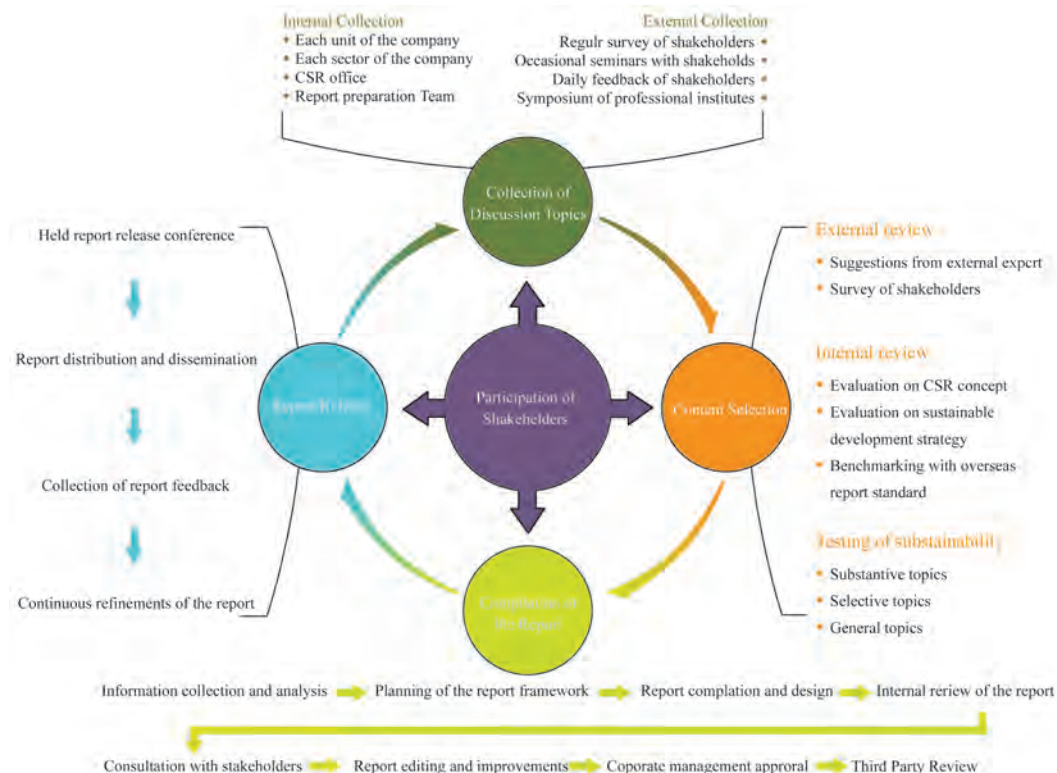 Internal Collection
Each unit of the company
Each sector of the company
CSR office
Report preparation Team
External Collection
Regulr survey of shakeholders
Occasional seminars with shakeholds
Daily feedback of shakeholders
Symposium of professional institutes
Collection of
Discussion Topics
Held report release conference
Report distribution and dissemination
Collection of report feedback
Continuous refinements of the report
Report Release
Participation of
Shakeholders
Content Selection
External review
Suggestions from external expert
Survey of shakeholders
Internal review
Evaluation on CSR concept
Evaluation on sustainable
development strategy
Benchmarking with overseas
report standard
Testing of substainabilit
Substantive topics
Selective topics
General topics
Compilation of
the Report
Information collection and analysis
Planning of the report framework
Report complation and design
Internal review of the report
Consultation with stakeholders
Report editing and improvements
Coporate management approral
Third Party Review